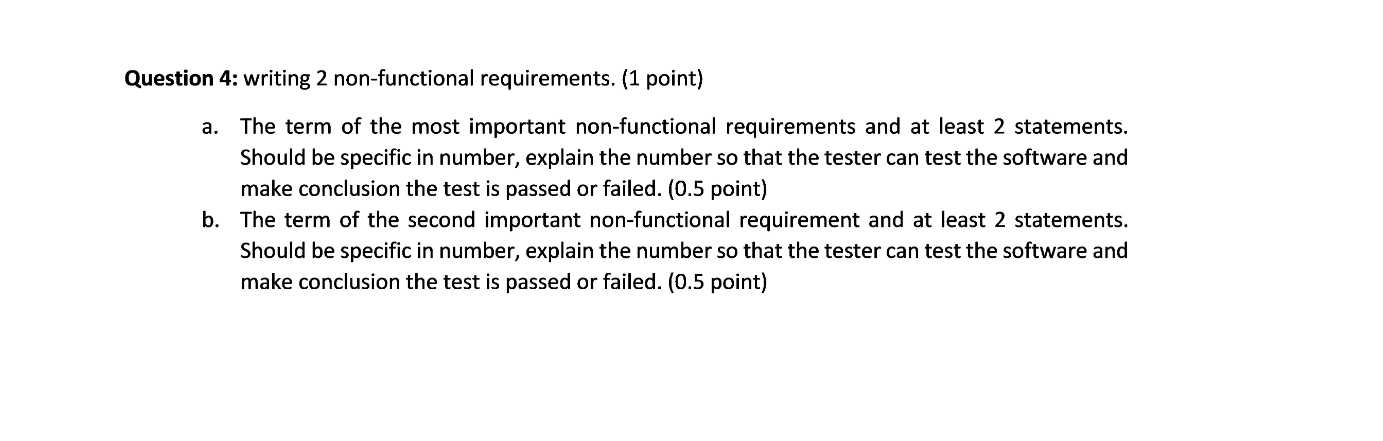 Question 4: writing 2 non-functional requirements. (1 point)
a. The term of the most important non-functional requirements and at least 2 statements.
Should be specific in number, explain the number so that the tester can test the software and
make conclusion the test is passed or failed. (0.5 point)
b. The term of the second important non-functional requirement and at least 2 statements.
Should be specific in number, explain the number so that the tester can test the software and
make conclusion the test is passed or failed. (0.5 point)